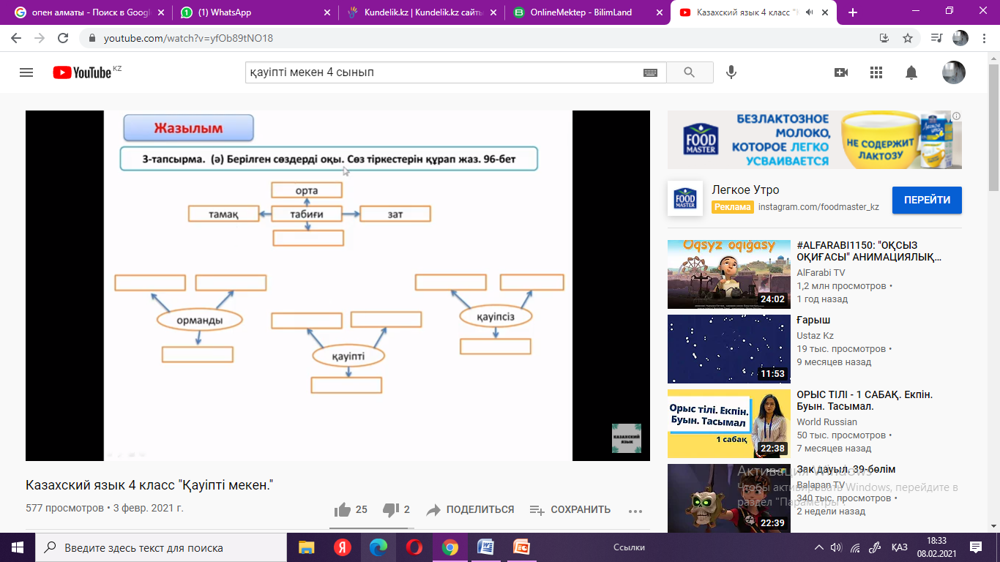 опен алматы - Поиск в Googl
(1) WhatsApp
Kundelik.kz | Kundelik.kz сайты
OnlineMektep - BilimLand
Казахский язык 4 класс "
youtube.com/watch?v=yfOb89tNO18
YouTube KZ
қауіпті мекен 4 сынып
Жазылым
3-тапсырма. (ә) Берілген сөздерді оқы. Сөз тіркестерін құрап жаз. 96-бет
орта
тамақ
табиғи
зат
орманды
қауіпті
қауіпсіз
КАЗАХСКИЙ
ЯЗЫК
Казахский язык 4 класс "Қауіпті мекен."
577 просмотров • 3 февр. 2021 г.
25
2
ПОДЕЛИТЬСЯ
СОХРАНИТЬ
FOOD
MASTER
БЕЗЛАКТОЗНОЕ
МОЛОКО,
КОТОРОЕ ЛЕГКО
УСВАИВАЕТСЯ
НЕ СОДЕРЖИТ
ЛАКТОЗУ
FOOD
MASTER
Легкое Утро
Реклама
instagram.com/foodmaster_kz
ПЕРЕЙТИ
Oqsyz oqiğasy
24:02
#ALFARABI1150: "ОҚСЫЗ
ОҚИҒАСЫ" АНИМАЦИЯЛЫҚ...
AlFarabi TV
1,2 млн просмотров •
1 год назад
11:53
Ғарыш
Ustaz Kz
19 тыс. просмотров •
9 месяцев назад
Орыс тілі. Екпін.
Буын. Тасымал
1 сабақ
22:38
ОРЫС ТІЛІ - 1 САБАҚ. Екпін.
Буын. Тасымал.
World Russian
50 тыс. просмотров •
7 месяцев назад
22:39
Зак дауыл. 39-бөлім
Balapan TV
340 тыс. просмотров •
2 недели назад
Активация Windows
Чтобы активировать Windows, перейдите в
раздел "Параметры".
Введите здесь текст для поиска
Ссылки
ҚАЗ
18:33
08.02.2021